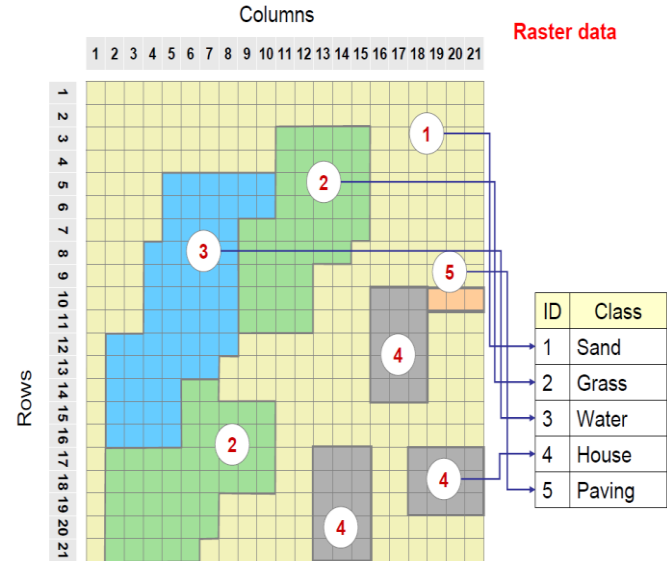 Columns
Raster data
1 2 3 4 5 6 7 8 9 10 11 12 13 14 15 16 17 18 19 20 21
Rows
1
2
3
4
5
6
7
8
9
10
11
12
13
14
15
16
17
18
19
20
21
1
2
3
5
4
2
4
4
ID Class
1 Sand
2 Grass
3 Water
4 House
5 Paving